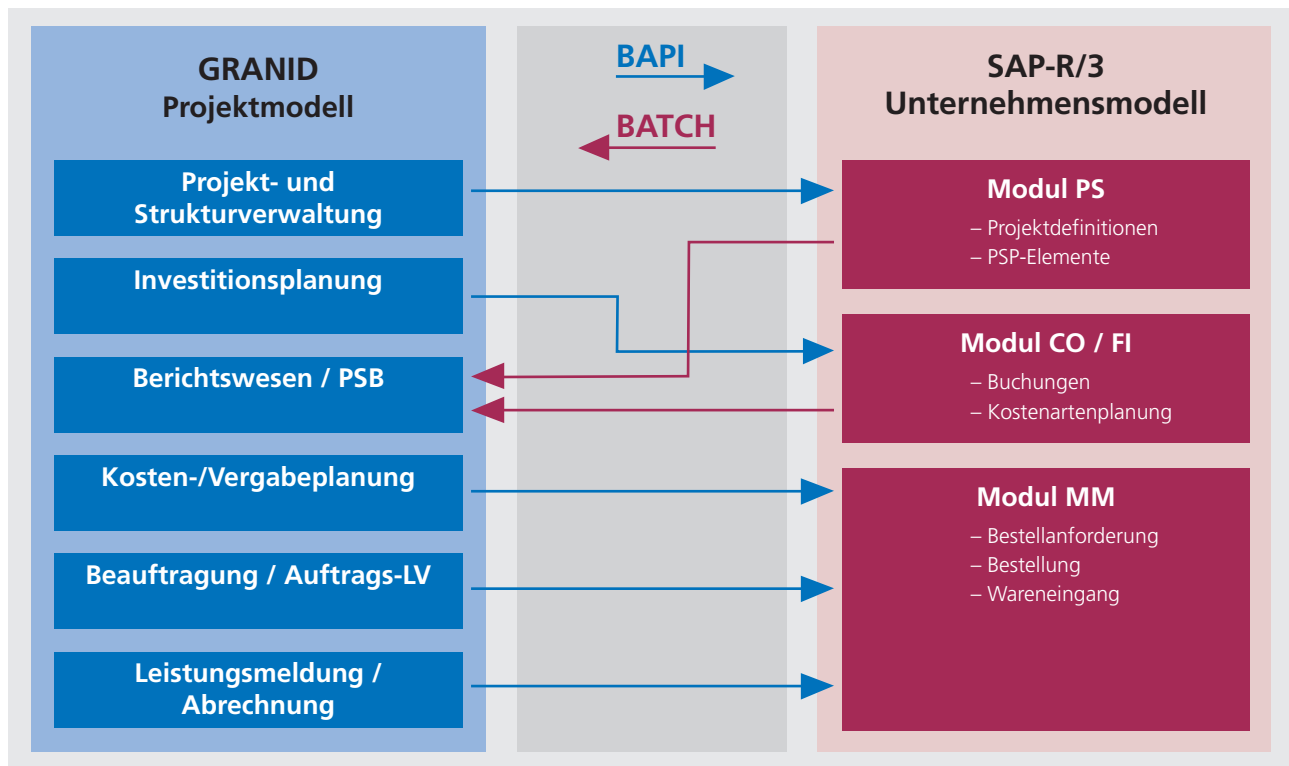 GRANID
Projektmodell
Projekt- und
Strukturverwaltung
Investitionsplanung
Berichtswesen / PSB
Kosten-/Vergabeplanung
Beauftragung / Auftrags-LV
Leistungsmeldung /
Abrechnung
BAPI
BATCH
SAP-R/3
Unternehmensmodell
Modul PS
– Projektdefinitionen
– PSP-Elemente
Modul CO / FI
– Buchungen
– Kostenartenplanung
Modul MM
– Bestellanforderung
– Bestellung
– Wareneingang